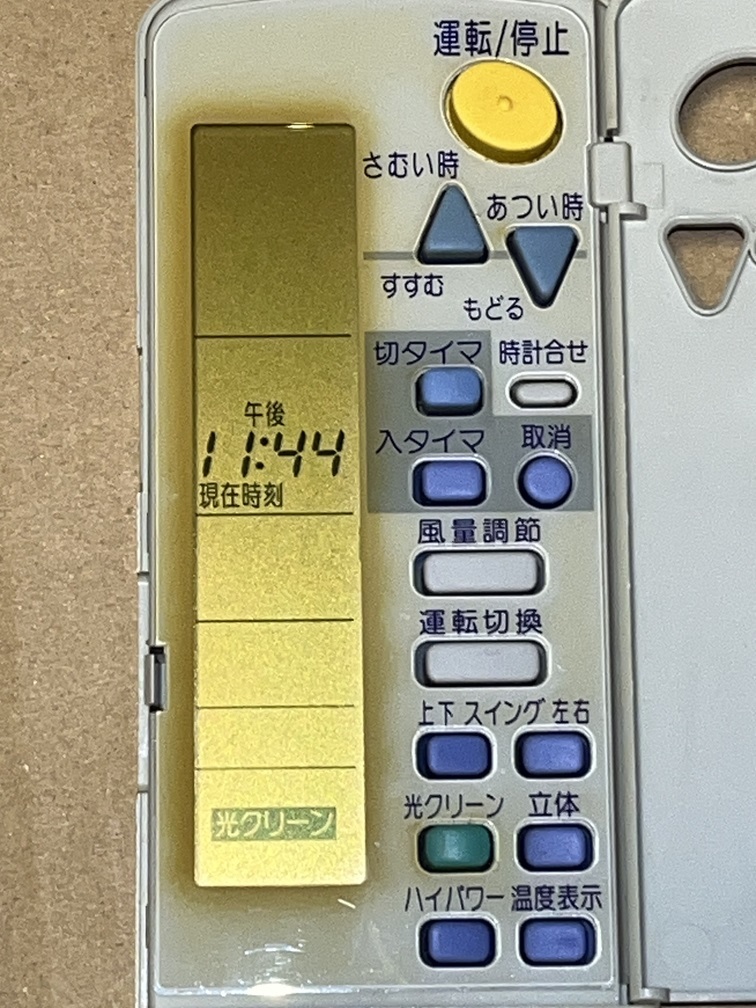 運転/停止
さむい時
あつい時
すすむ
もどる
切タイマ 時計合せ
午後
11:44
現在時刻
入タイマ 取消
風量調節
運転切換
上下 スイング 左右
光クリーン
光クリーン 立体
ハイパワー 温度表示